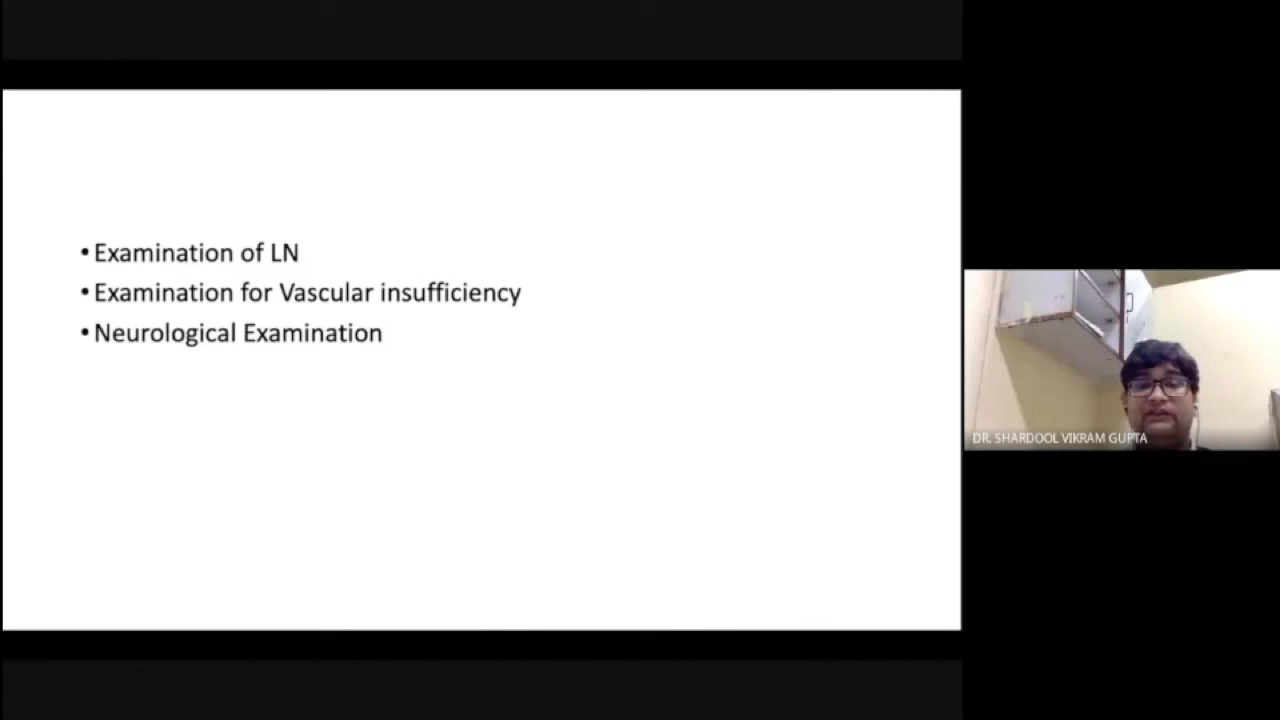 • Examination of LN
• Examination for Vascular insufficiency
• Neurological Examination
DR. SHARDOOL VIKRAM GUPTA